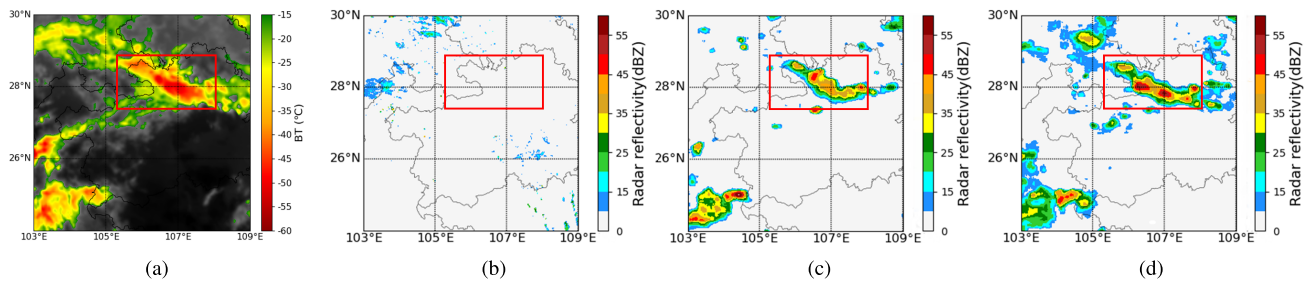 30°N
28°N
26°N
103°E
105°E
107°E
109°E
-15
-20
-25
-30
-35
-40
-45
-50
-55
-60
BT (°C)
(a)
30°N
28°N
26°N
103°E
105°E
107°E
109°E
55
45
35
25
15
0
Radar reflectivity(dBZ)
(b)
30°N
28°N
26°N
103°E
105°E
107°E
109°E
55
45
35
25
15
0
Radar reflectivity(dBZ)
(c)
30°N
28°N
26°N
103°E
105°E
107°E
109°E
55
45
35
25
15
0
Radar reflectivity(dBZ)
(d)